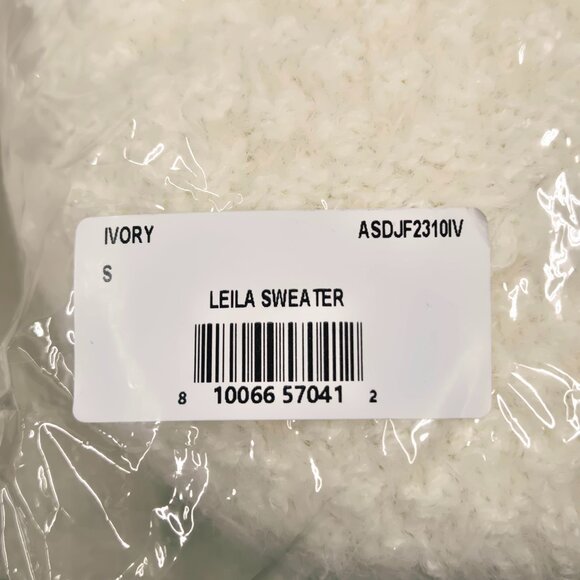 IVORY ASDJF2310IV
S
LEILA SWEATER
8 10066 57041 2